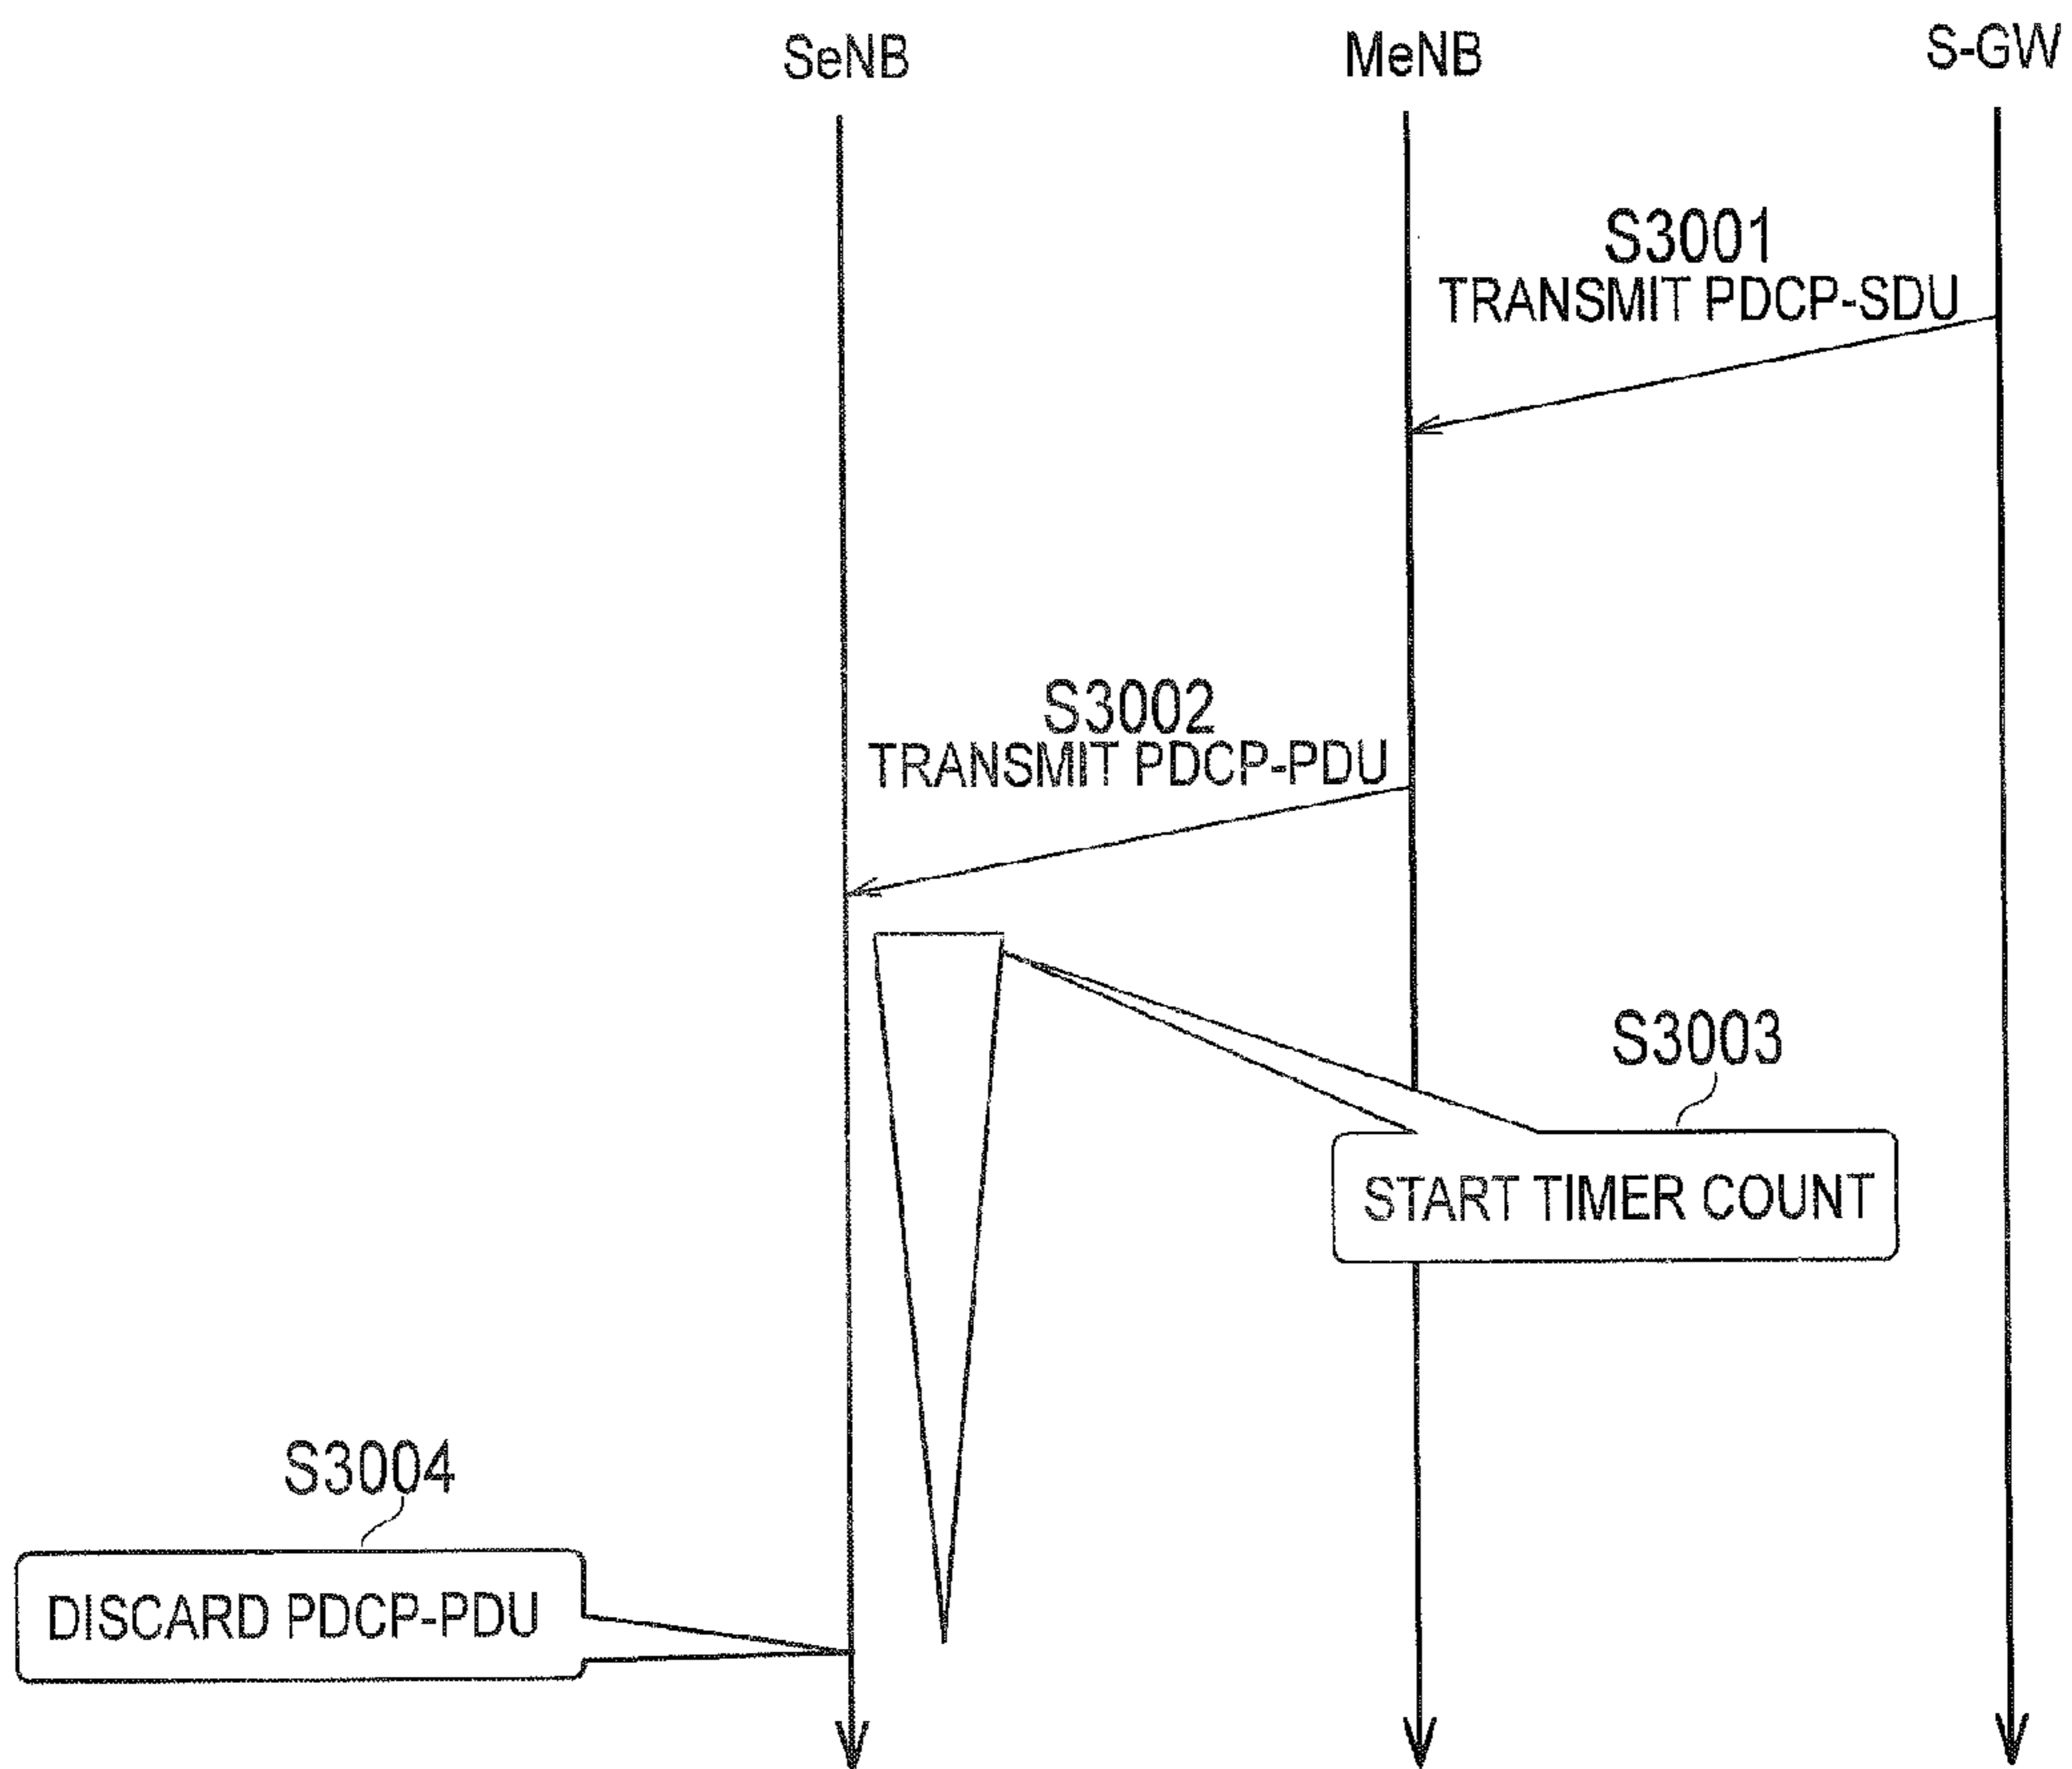 SeNB
MeNB
S-GW
S3001
TRANSMIT PDCP-SDU
S3002
TRANSMIT PDCP-PDU
S3003
START TIMER COUNT
S3004
DISCARD PDCP-PDU